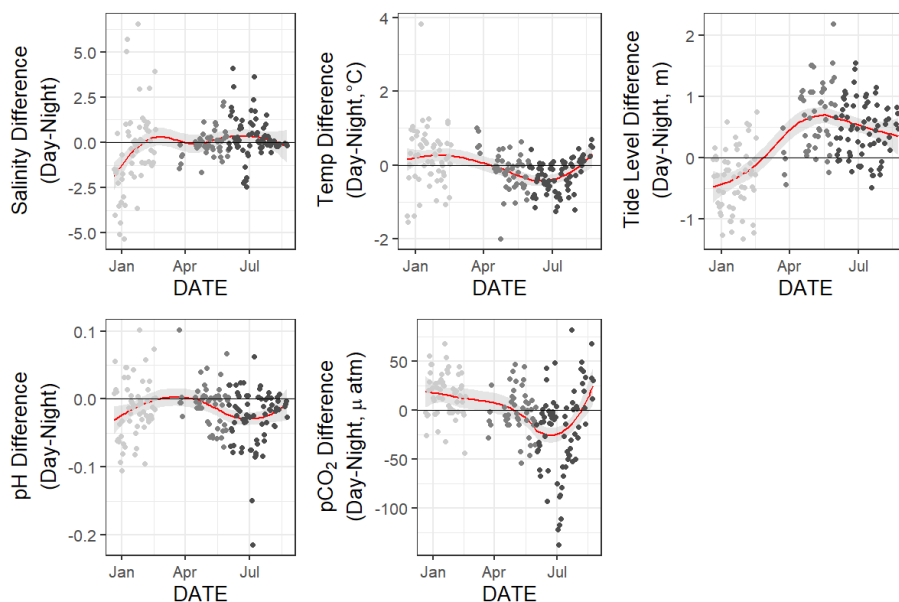 Salinity Difference
(Day-Night)
5.0
2.5
0.0
-2.5
-5.0
Jan Apr Jul
DATE
Temp Difference
(Day-Night,°C)
4
2
0
-2
Jan Apr Jul
DATE
Tide Level Difference
(Day-Night, m)
2
1
0
-1
Jan Apr Jul
DATE
pH Difference
(Day-Night)
0.1
0.0
-0.1
-0.2
Jan Apr Jul
DATE
pCO₂ Difference
(Day-Night, μ atm)
50
0
-50
-100
Jan Apr Jul
DATE